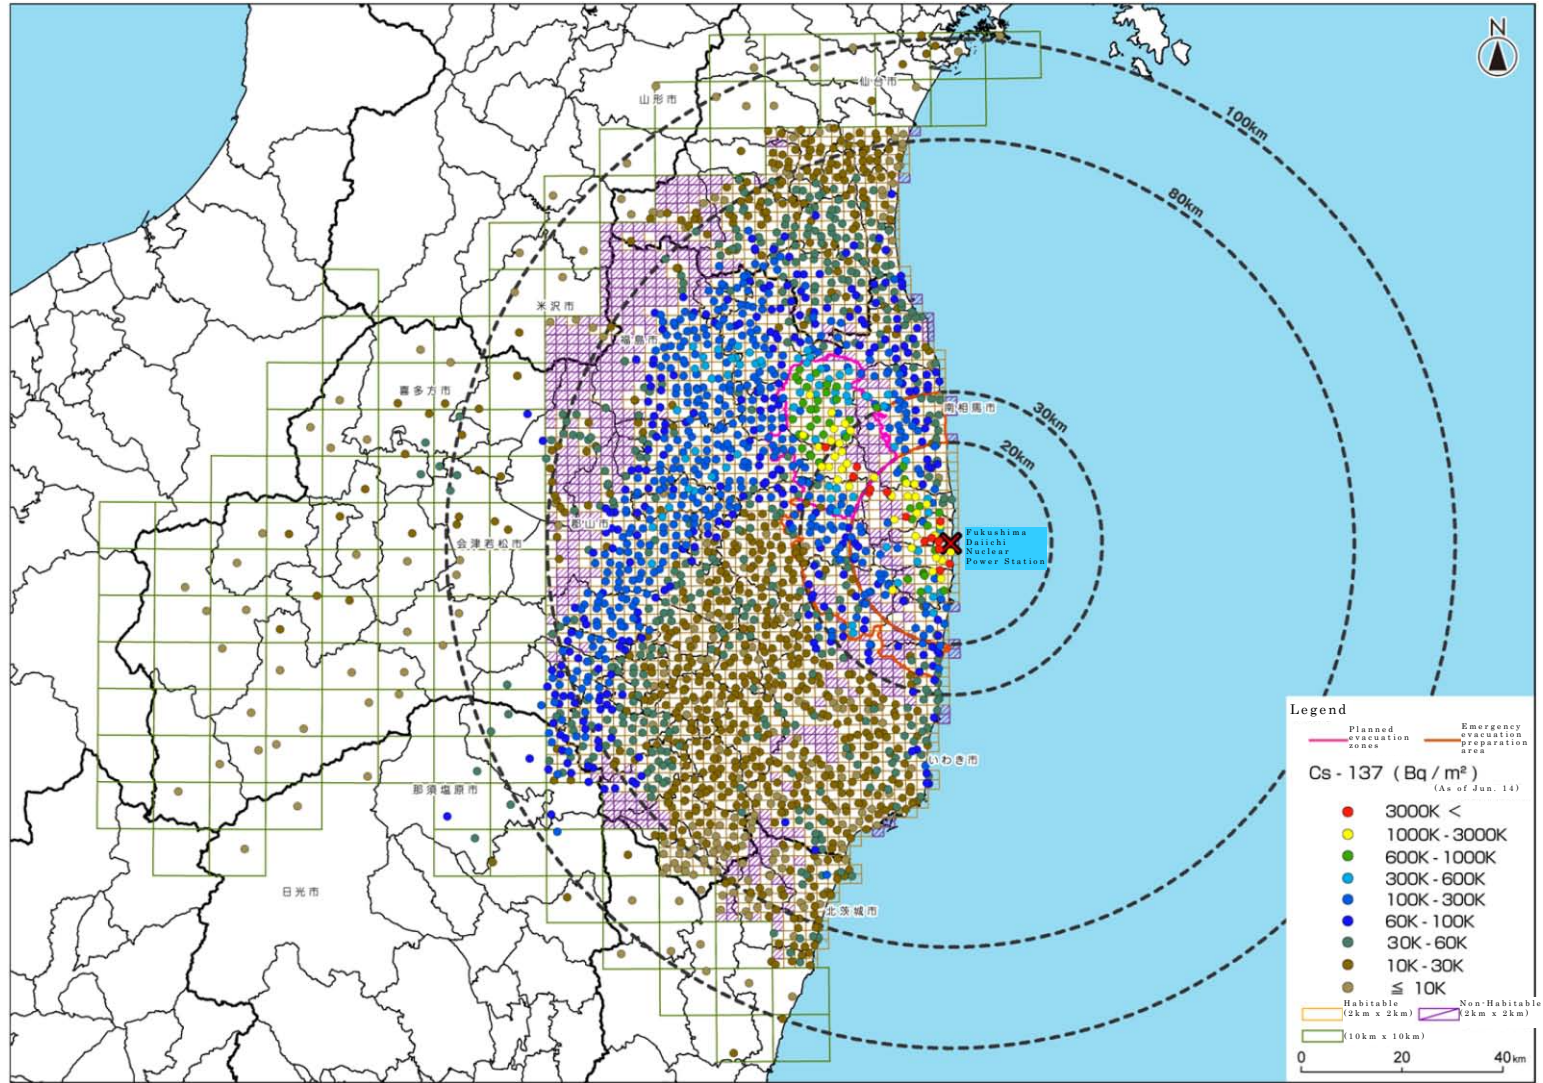 N
100km
仙台市
山形市
80km
米沢市
福島市
喜多方市
南相馬市
30km
20km
郡山市
会津若松市
Fukushima
Daiichi
Nuclear
Power Station
いわき市
那須塩原市
日光市
北茨城市
Legend
Planned
evacuation
zones
Emergency
evacuation
preparation
area
Cs - 137 ( Bq / m² )
(As of Jun. 14)
3000K <
1000K - 3000K
600K - 1000K
300K - 600K
100K - 300K
60K - 100K
30K - 60K
10K - 30K
≦ 10K
Habitable
(2km x 2km)
Non-Habitable
(2km x 2km)
(10km x 10km)
0 20 40 km